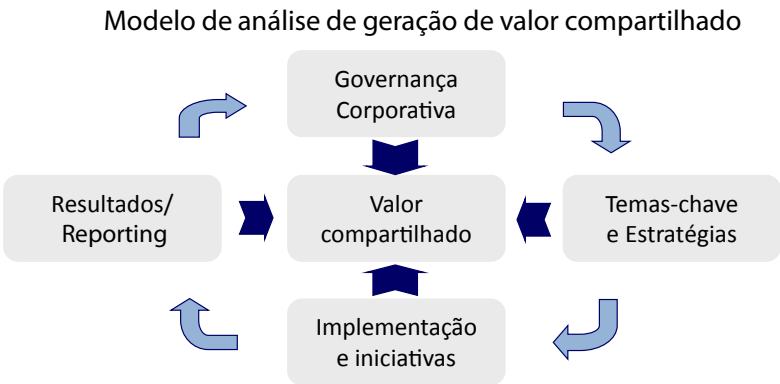 Modelo de análise de geração de valor compartilhado
Governança
Corporativa
Resultados/
Reporting
Valor
compartilhado
Temas-chave
e Estratégias
Implementação
e iniciativas